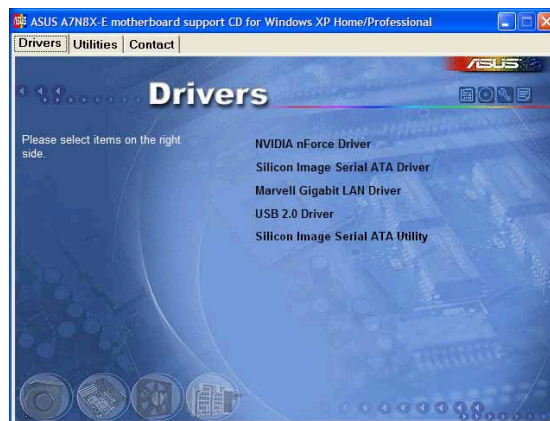 ASUS A7N8X-E motherboard support CD for Windows XP Home/Professional
Drivers Utilities Contact
ASUS
Drivers
Please select items on the right
side.
NVIDIA nForce Driver
Silicon Image Serial ATA Driver
Marvell Gigabit LAN Driver
USB 2.0 Driver
Silicon Image Serial ATA Utility